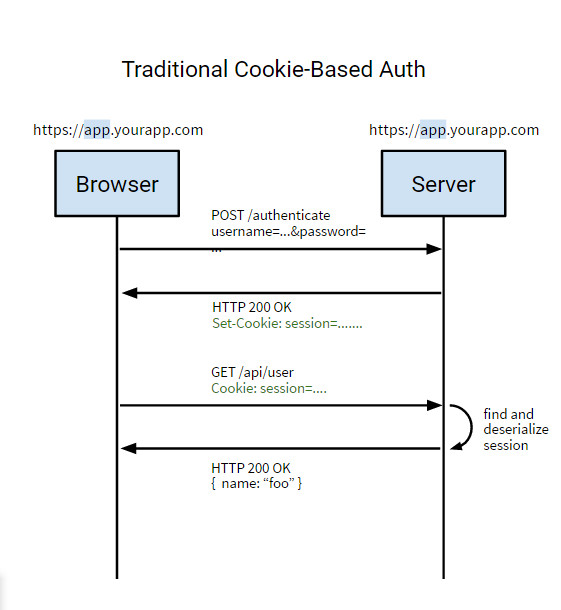 Traditional Cookie-Based Auth
https://app.yourapp.com
https://app.yourapp.com
Browser
Server
POST /authenticate
username=...&password=
...
HTTP 200 OK
Set-Cookie: session=.......
GET /api/user
Cookie: session=....
find and
deserialize
session
HTTP 200 OK
{  name: “foo” }